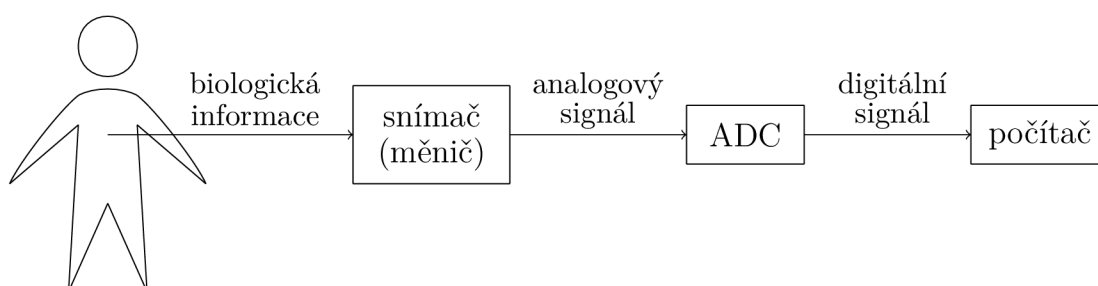 biologická
informace
snímač
(měnič)
analogový
signál
ADC
digitální
signál
počítač